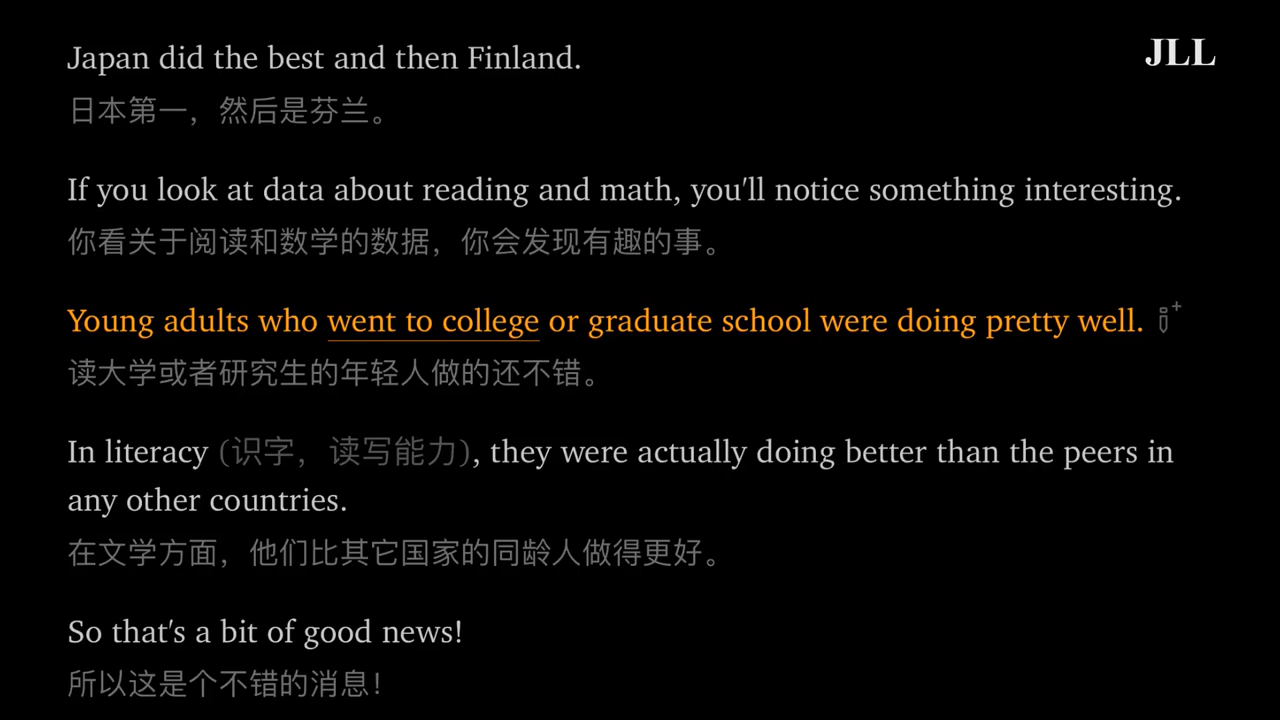 Japan did the best and then Finland.
JLL
日本第一，然后是芬兰。
If you look at data about reading and math, you'll notice something interesting.
你看关于阅读和数学的数据，你会发现有趣的事。
Young adults who went to college or graduate school were doing pretty well.
读大学或者研究生的年轻人做的还不错。
In literacy (识字，读写能力), they were actually doing better than the peers in
any other countries.
在文学方面，他们比其它国家的同龄人做得更好。
So that's a bit of good news!
所以这是个不错的消息！